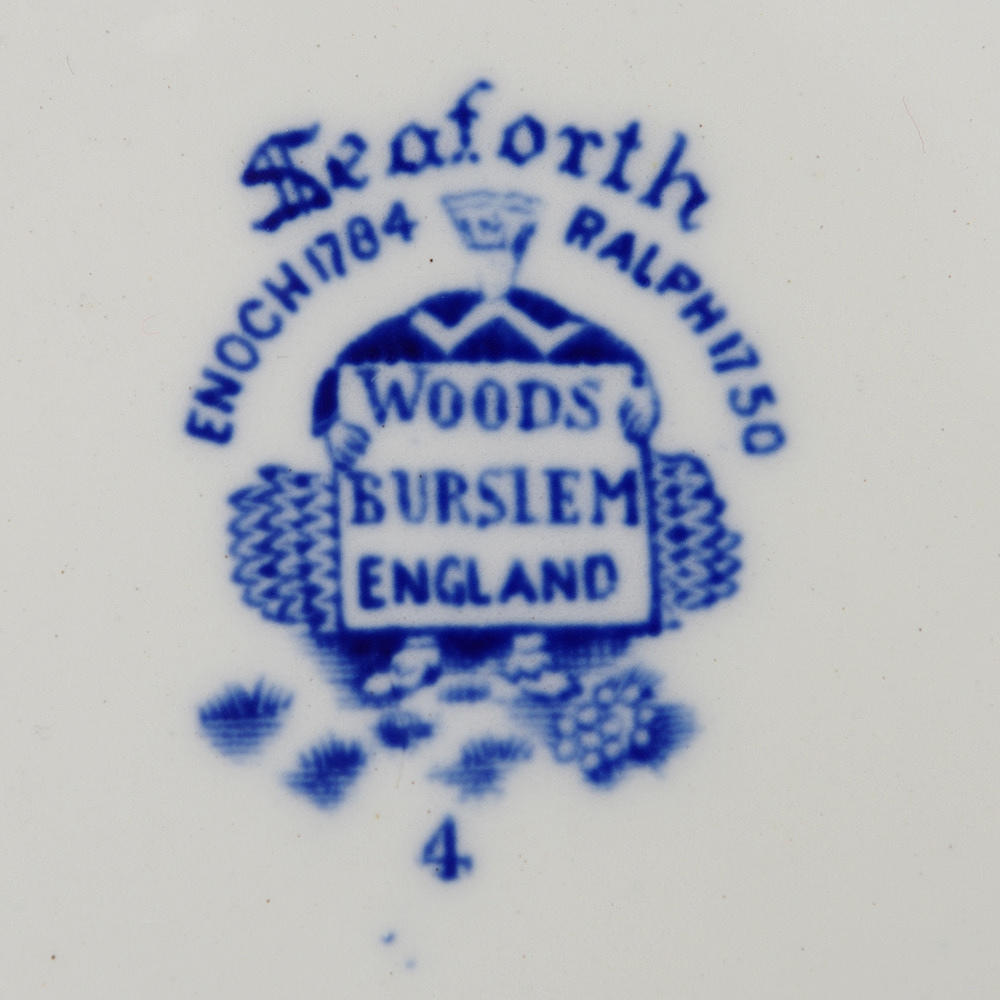 Seaforth
ENOCH 1784 RALPH 1750
WOODS
BURSLEM
ENGLAND
4